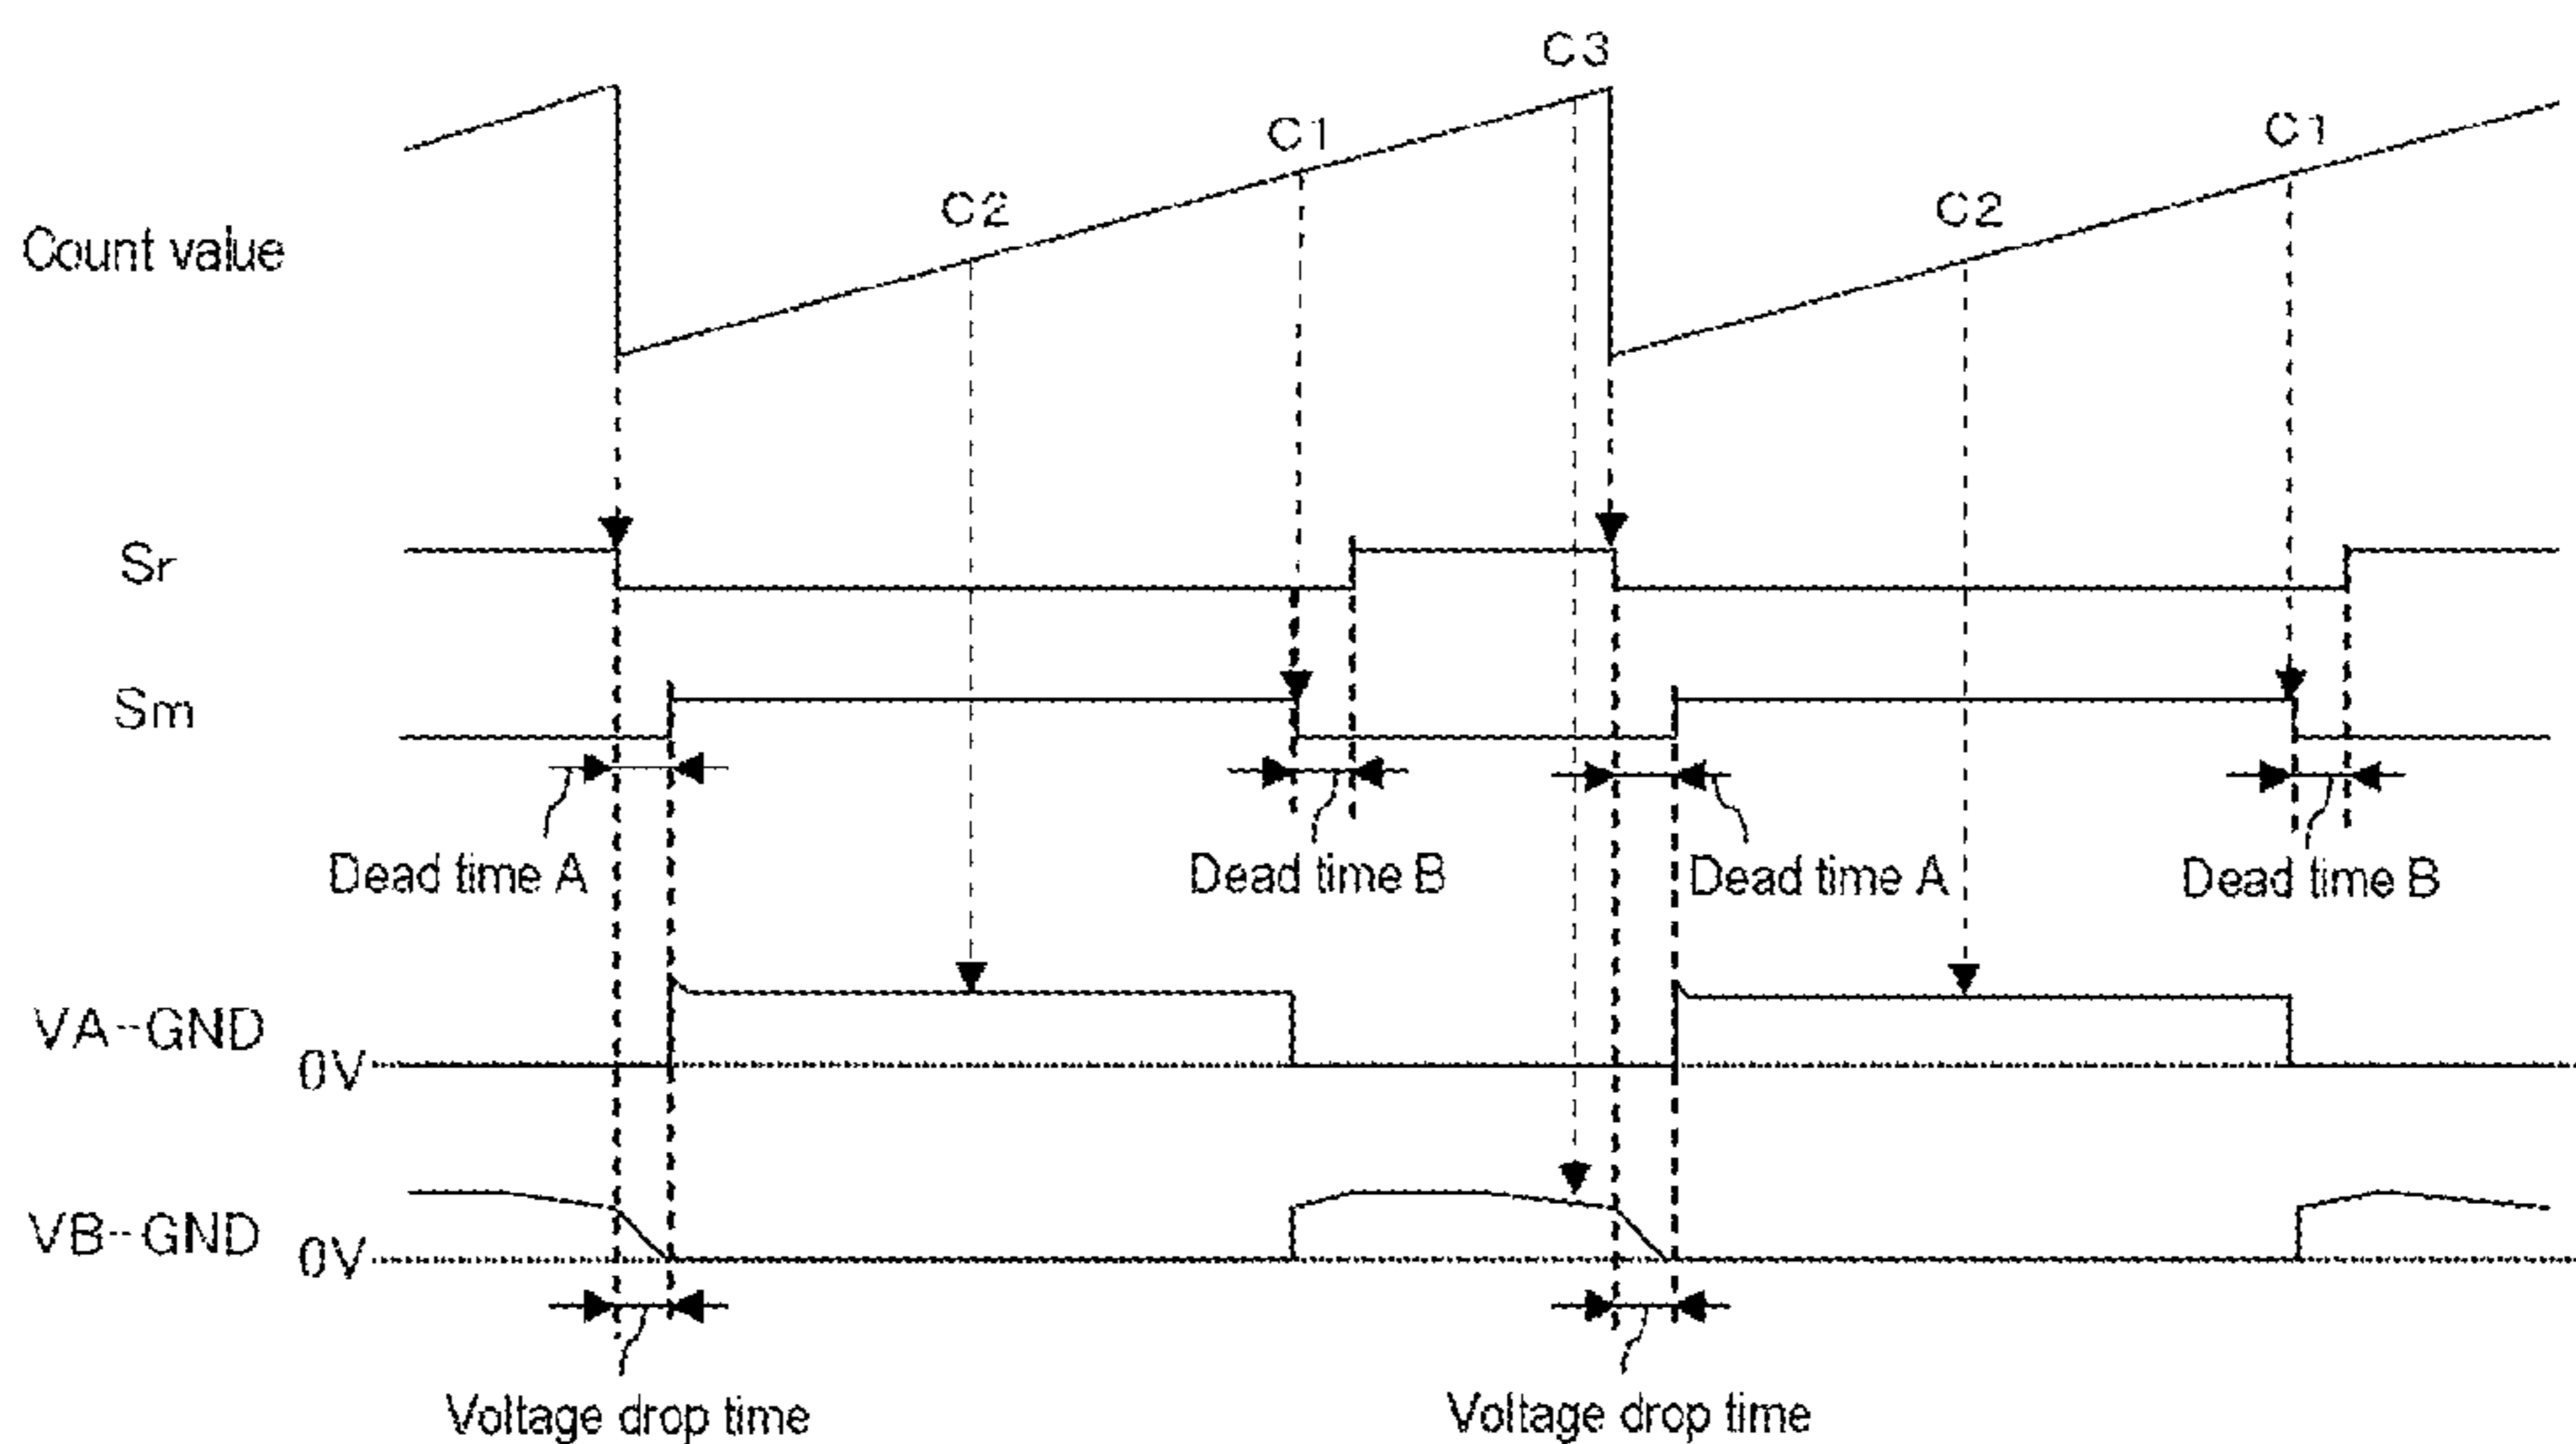 C3
C1
C1
C2
C2
Count value
Sr
Sm
Dead time A
Dead time B
Dead time A
Dead time B
VA--GND
0V
VB--GND
0V
Voltage drop time
Voltage drop time